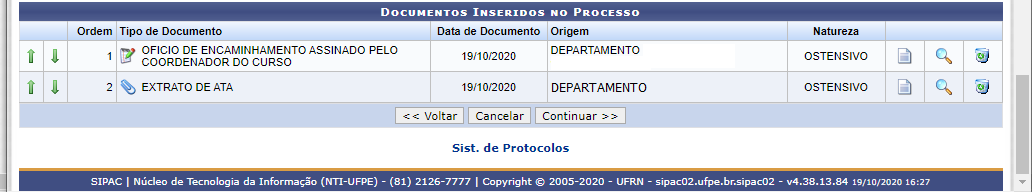 DOCUMENTOS INSERIDOS NO PROCESSO
Ordem Tipo de Documento Data de Documento Origem Natureza
1 OFICIO DE ENCAMINHAMENTO ASSINADO PELO COORDENADOR DO CURSO 19/10/2020 DEPARTAMENTO OSTENSIVO
2 EXTRATO DE ATA 19/10/2020 DEPARTAMENTO OSTENSIVO
<< Voltar Cancelar Continuar >>
Sist. de Protocolos
SIPAC | Núcleo de Tecnologia da Informação (NTI-UFPE) - (81) 2126-7777 | Copyright © 2005-2020 - UFRN - sipac02.ufpe.br.sipac02 - v4.38.13.84 19/10/2020 16:27